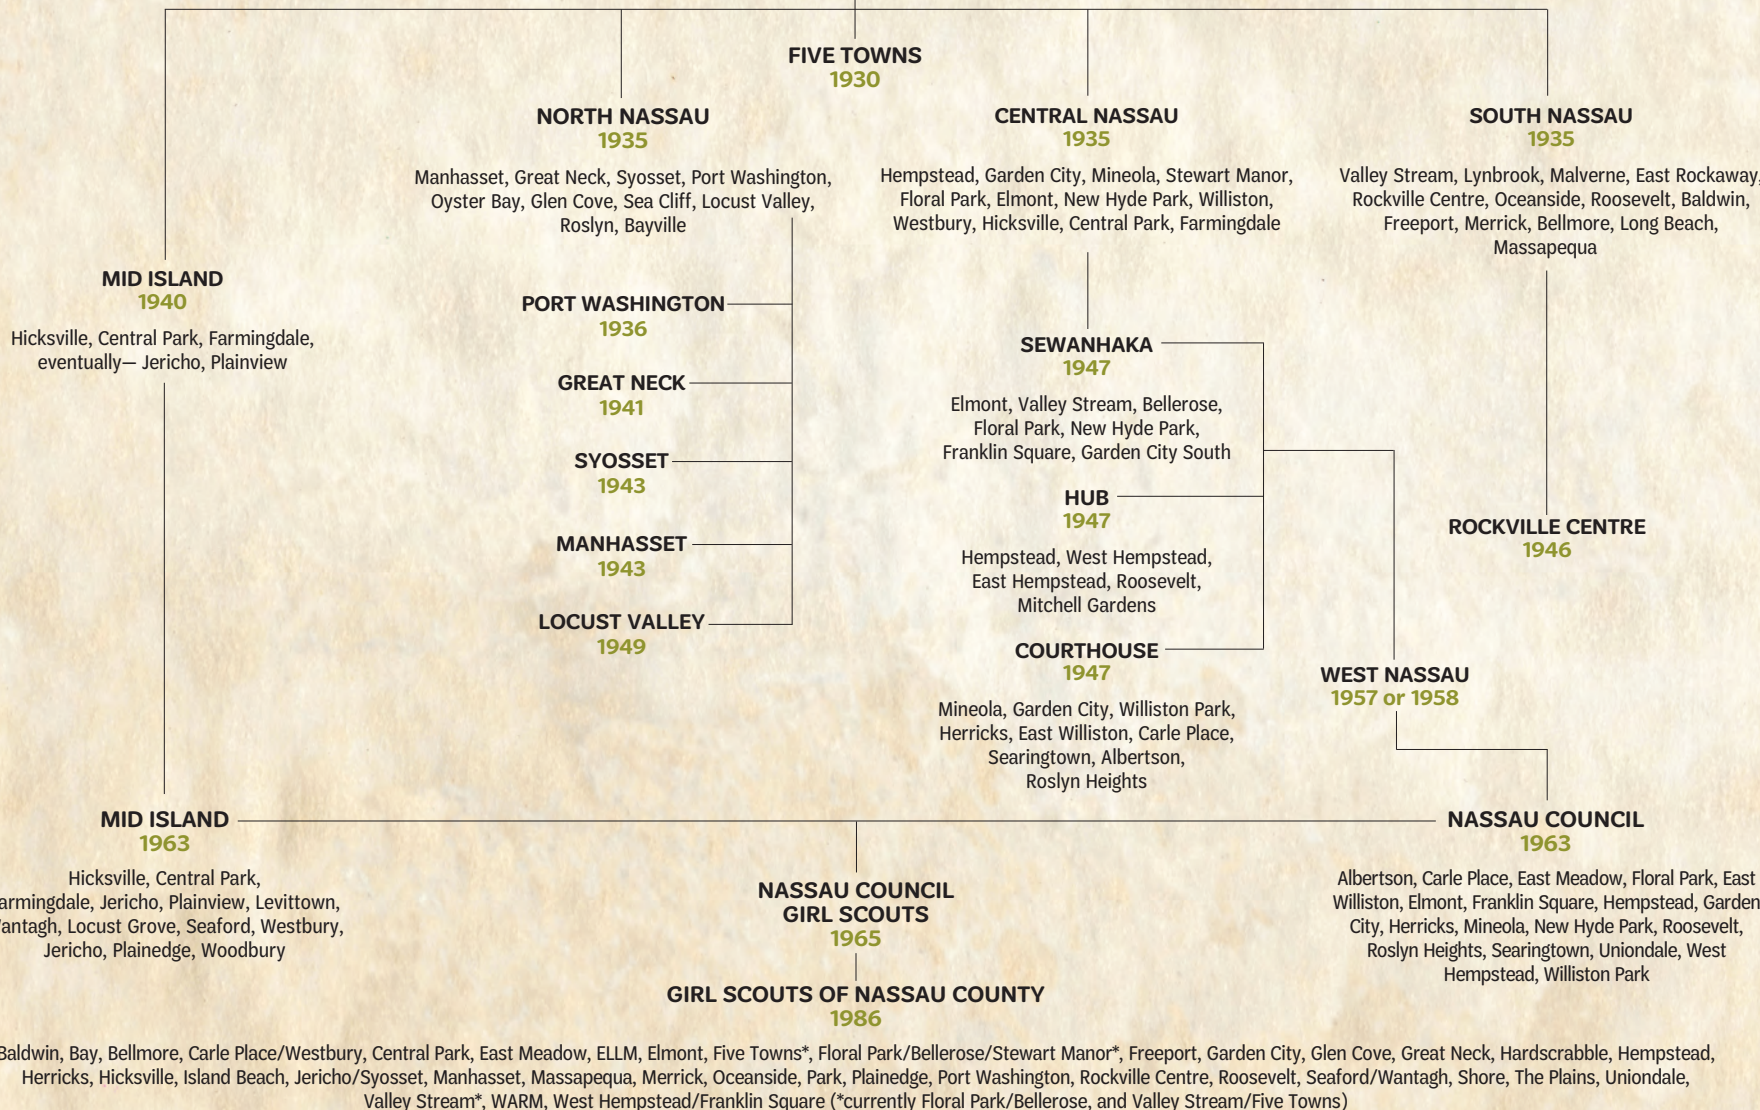 FIVE TOWNS
1930
NORTH NASSAU
1935
Manhasset, Great Neck, Syosset, Port Washington,
Oyster Bay, Glen Cove, Sea Cliff, Locust Valley,
Roslyn, Bayville
CENTRAL NASSAU
1935
Hempstead, Garden City, Mineola, Stewart Manor,
Floral Park, Elmont, New Hyde Park, Williston,
Westbury, Hicksville, Central Park, Farmingdale
SOUTH NASSAU
1935
Valley Stream, Lynbrook, Malverne, East Rockaway,
Rockville Centre, Oceanside, Roosevelt, Baldwin,
Freeport, Merrick, Bellmore, Long Beach,
Massapequa
MID ISLAND
1940
Hicksville, Central Park, Farmingdale,
eventually— Jericho, Plainview
PORT WASHINGTON
1936
GREAT NECK
1941
SYOSSET
1943
MANHASSET
1943
LOCUST VALLEY
1949
SEWANHAKA
1947
Elmont, Valley Stream, Bellerose,
Floral Park, New Hyde Park,
Franklin Square, Garden City South
HUB
1947
Hempstead, West Hempstead,
East Hempstead, Roosevelt,
Mitchell Gardens
COURTHOUSE
1947
Mineola, Garden City, Williston Park,
Herricks, East Williston, Carle Place,
Searingtown, Albertson,
Roslyn Heights
ROCKVILLE CENTRE
1946
WEST NASSAU
1957 or 1958
MID ISLAND
1963
Hicksville, Central Park,
armingdale, Jericho, Plainview, Levittown,
antagh, Locust Grove, Seaford, Westbury,
Jericho, Plainedge, Woodbury
NASSAU COUNCIL
1963
Albertson, Carle Place, East Meadow, Floral Park, East
Williston, Elmont, Franklin Square, Hempstead, Garden
City, Herricks, Mineola, New Hyde Park, Roosevelt,
Roslyn Heights, Searingtown, Uniondale, West
Hempstead, Williston Park
NASSAU COUNCIL
GIRL SCOUTS
1965
GIRL SCOUTS OF NASSAU COUNTY
1986
Baldwin, Bay, Bellmore, Carle Place/Westbury, Central Park, East Meadow, ELLM, Elmont, Five Towns*, Floral Park/Bellerose/Stewart Manor*, Freeport, Garden City, Glen Cove, Great Neck, Hardscrabble, Hempstead,
Herricks, Hicksville, Island Beach, Jericho/Syosset, Manhasset, Massapequa, Merrick, Oceanside, Park, Plainedge, Port Washington, Rockville Centre, Roosevelt, Seaford/Wantagh, Shore, The Plains, Uniondale,
Valley Stream*, WARM, West Hempstead/Franklin Square (*currently Floral Park/Bellerose, and Valley Stream/Five Towns)